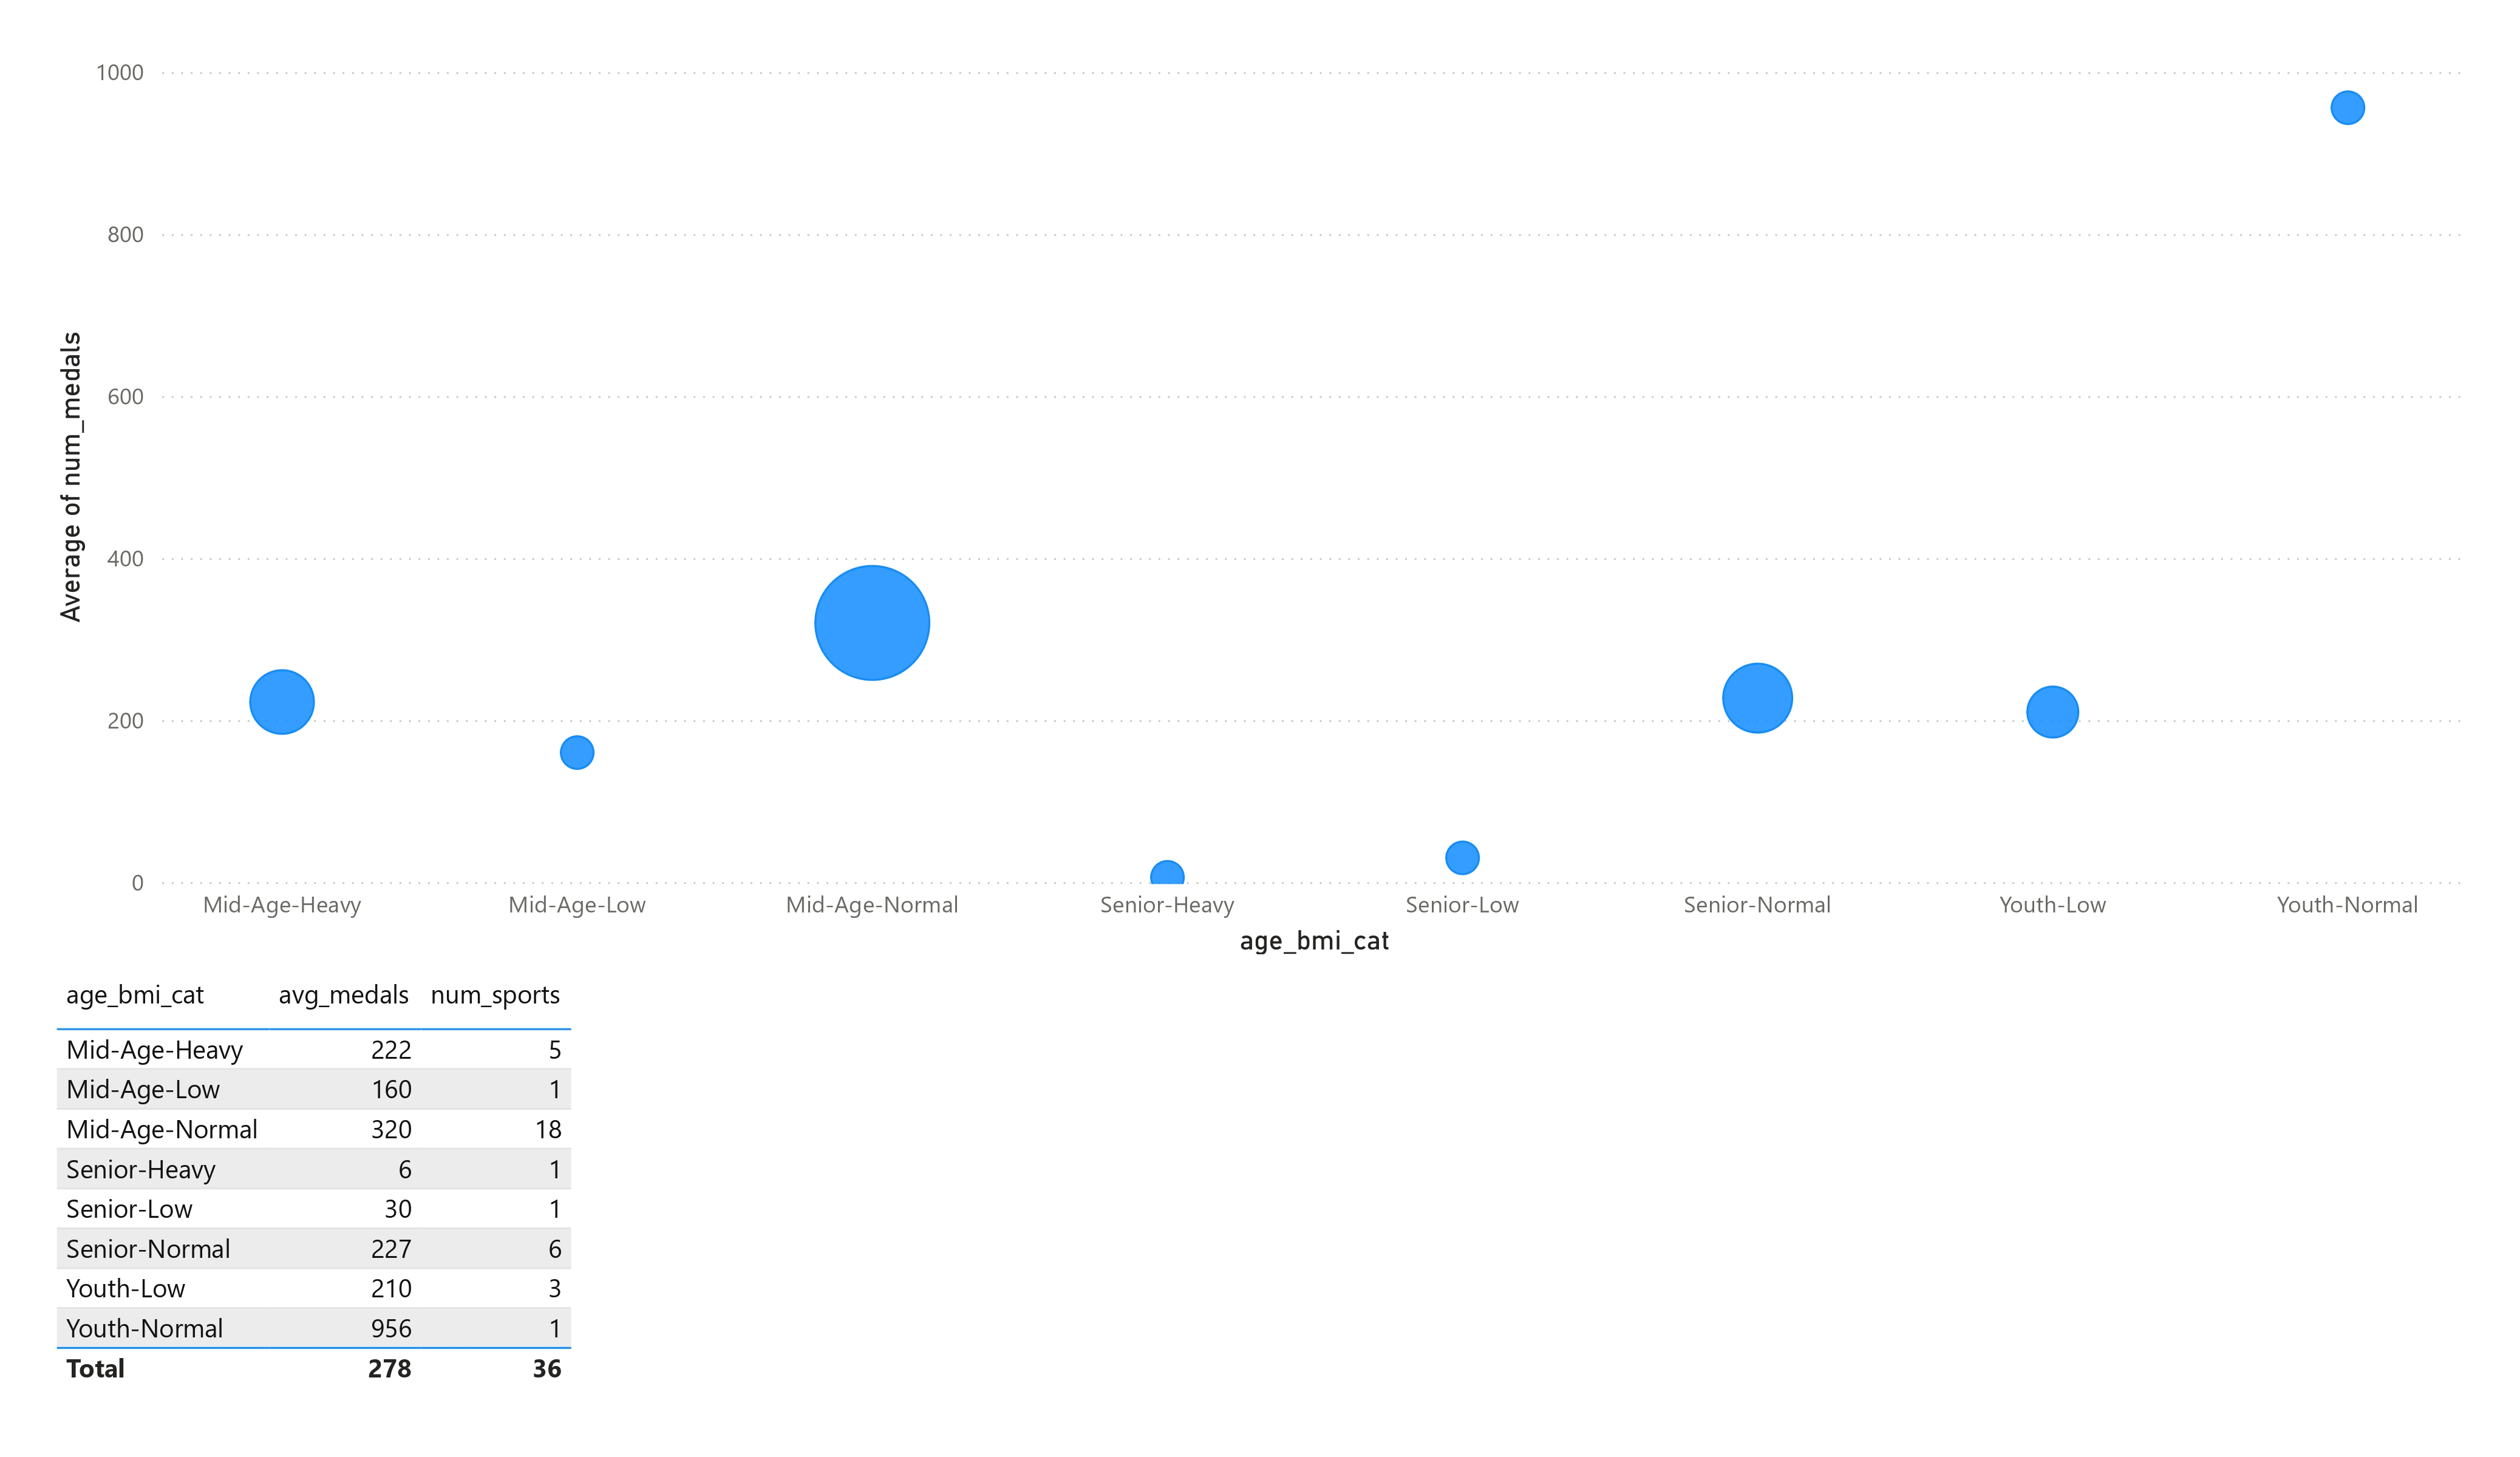 1000
800
600
400
200
0
Average of num_medals
Mid-Age-Heavy Mid-Age-Low Mid-Age-Normal Senior-Heavy Senior-Low Senior-Normal Youth-Low Youth-Normal
age_bmi_cat
age_bmi_cat avg_medals num_sports
Mid-Age-Heavy 222 5
Mid-Age-Low 160 1
Mid-Age-Normal 320 18
Senior-Heavy 6 1
Senior-Low 30 1
Senior-Normal 227 6
Youth-Low 210 3
Youth-Normal 956 1
Total 278 36